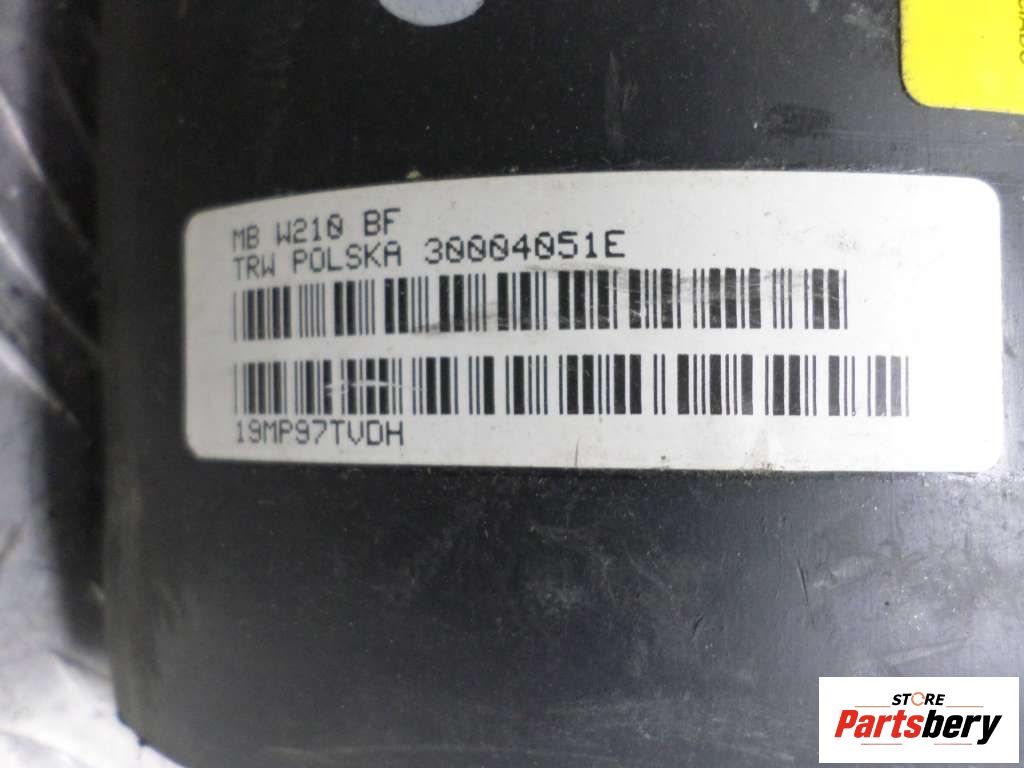 MB W210 BF
TRW POLSKA 30004051E
19MP97TVDH
STORE
Partsbery